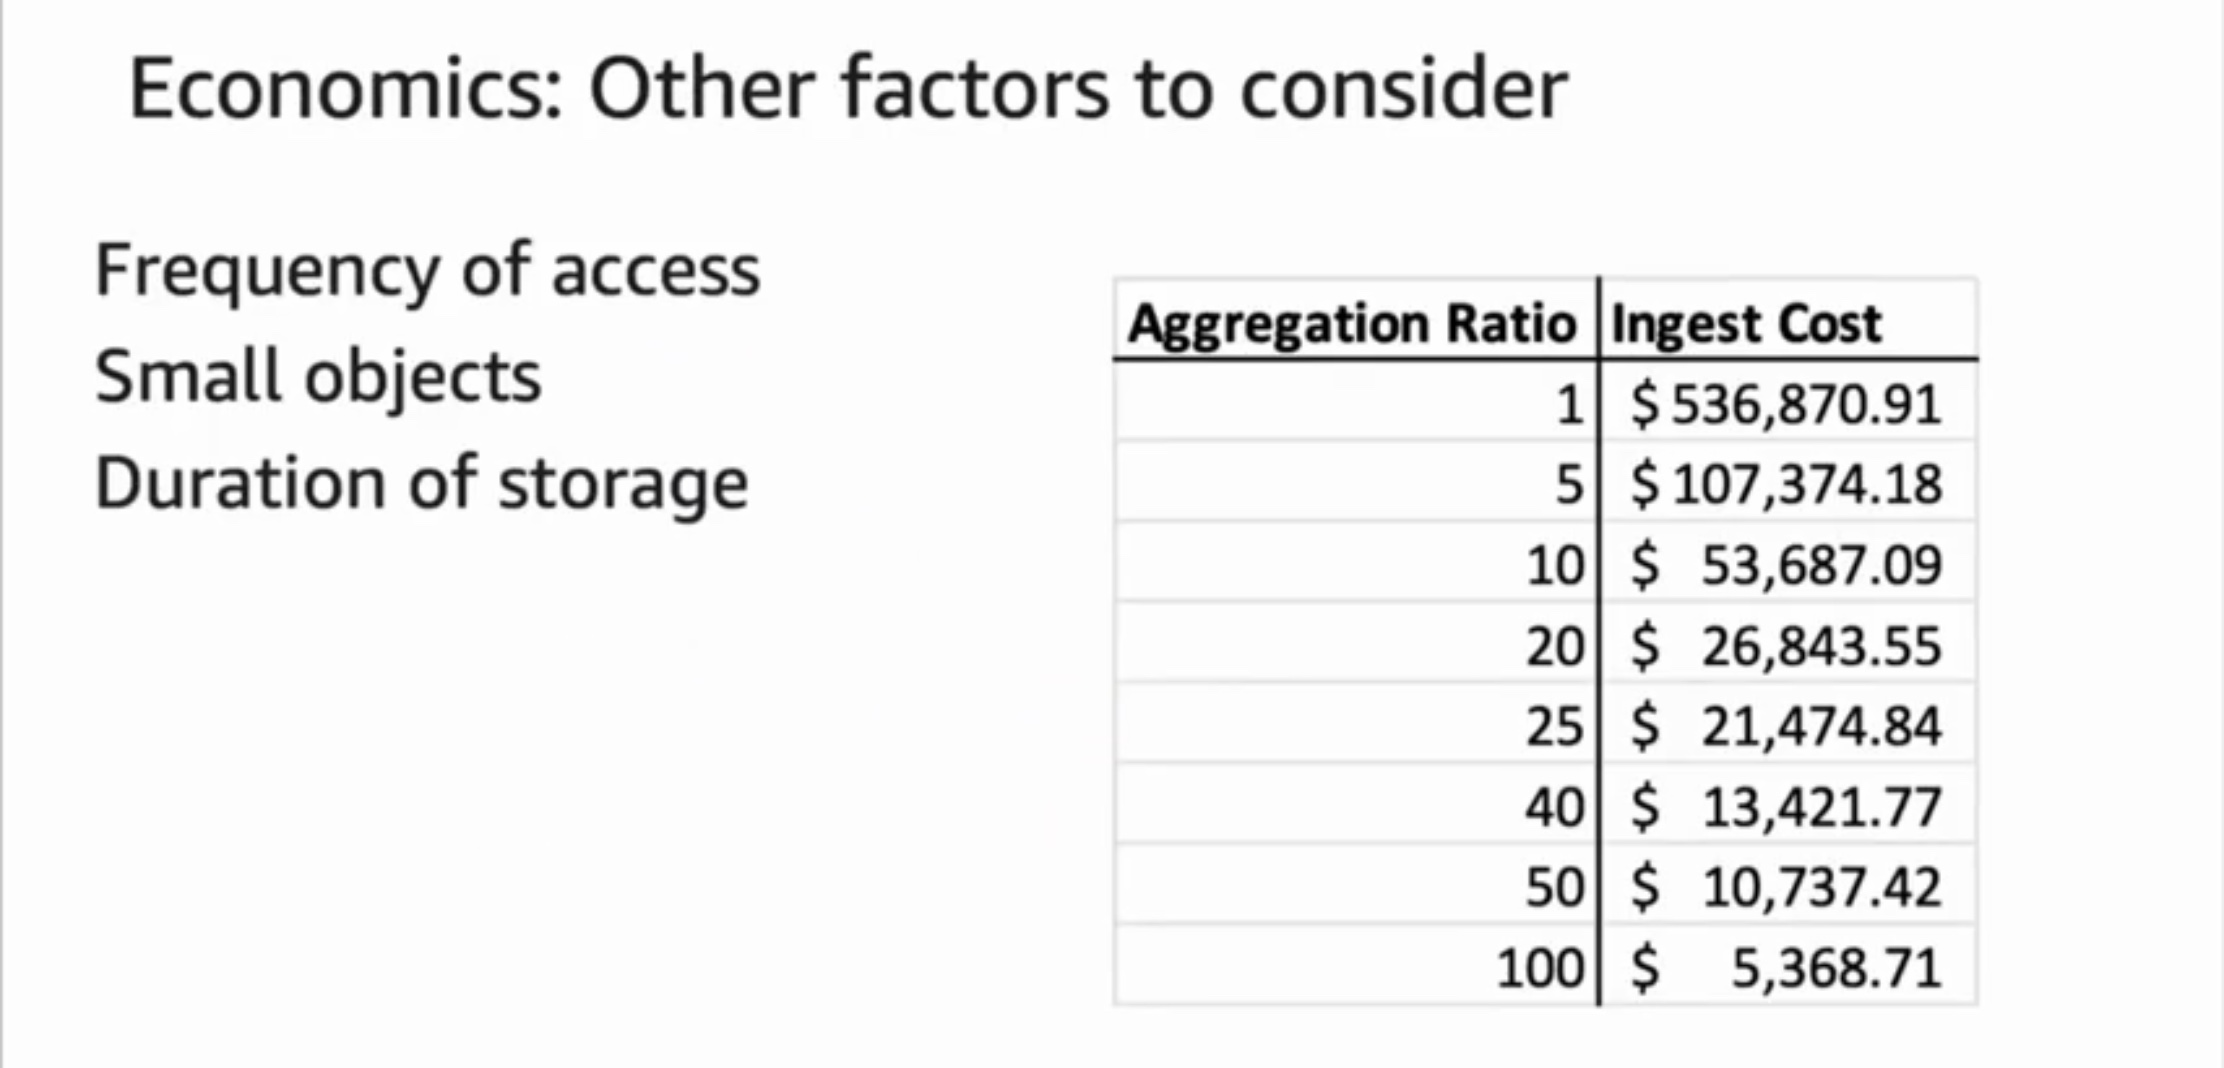 Economics: Other factors to consider
Frequency of access
Small objects
Duration of storage
Aggregation Ratio Ingest Cost
1 $ 536,870.91
5 $ 107,374.18
10 $ 53,687.09
20 $ 26,843.55
25 $ 21,474.84
40 $ 13,421.77
50 $ 10,737.42
100 $ 5,368.71